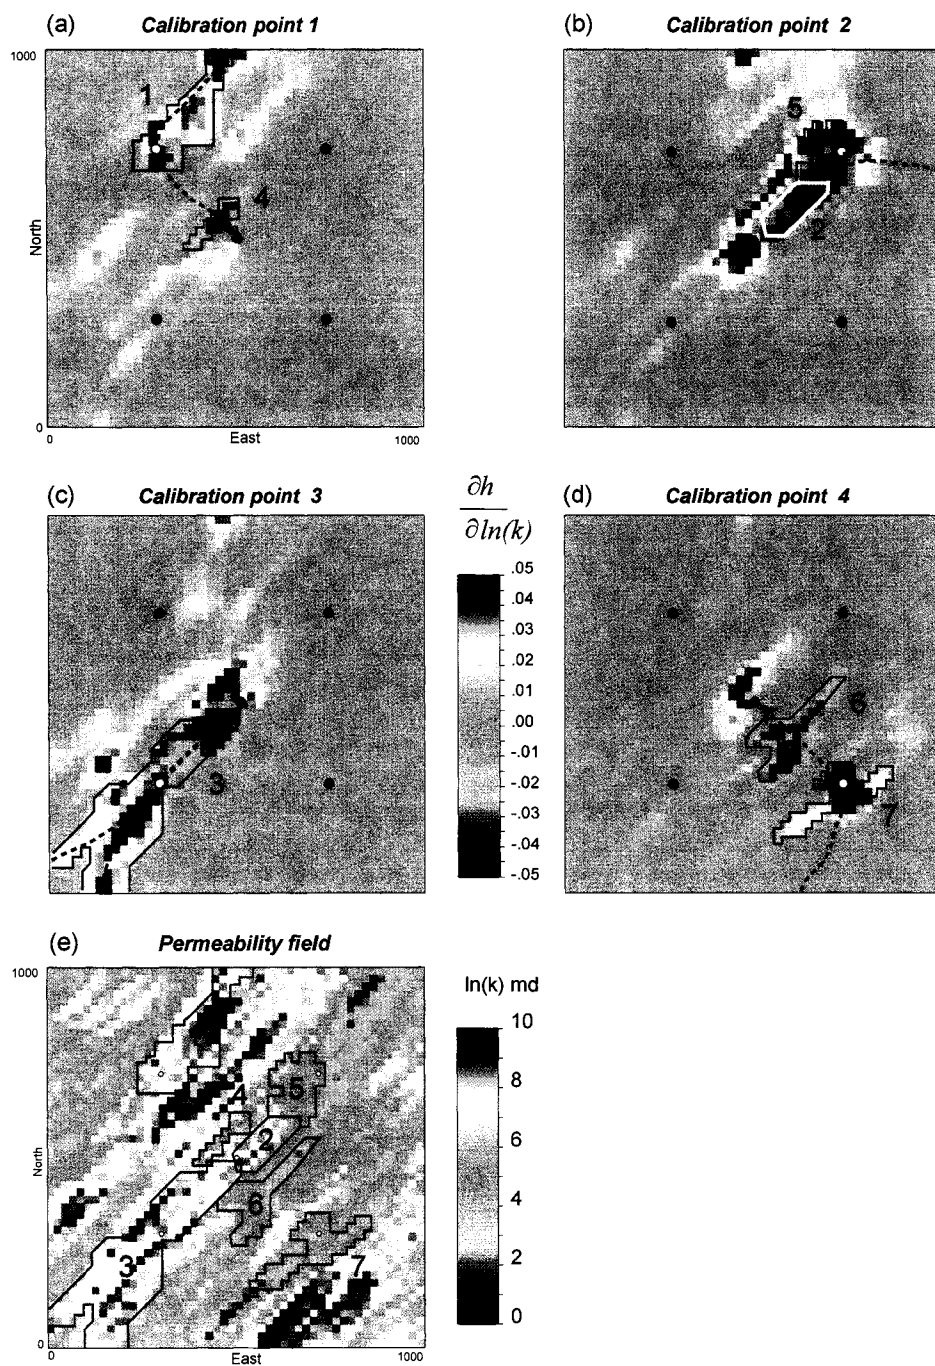 (a) Calibration point 1
1000
1
4
North
0
0 East 1000
(b) Calibration point 2
5
2
(c) Calibration point 3
3
∂h
∂ln(k)
.05
.04
.03
.02
.01
.00
-.01
-.02
-.03
-.04
-.05
(d) Calibration point 4
6
7
(e) Permeability field
1000
4
5
2
6
3
7
North
0
0 East 1000
ln(k) md
10
8
6
4
2
0